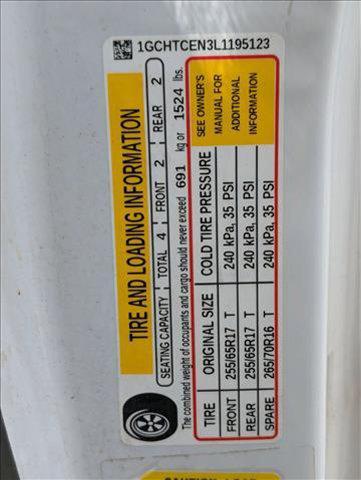 1GCHTCEN3L1195123
TIRE AND LOADING INFORMATION
SEATING CAPACITY TOTAL 4 FRONT 2 REAR 2
The combined weight of occupants and cargo should never exceed 691 kg or 1524 lbs.
TIRE ORIGINAL SIZE COLD TIRE PRESSURE
FRONT 255/65R17 T 240 kPa, 35 PSI
REAR 255/65R17 T 240 kPa, 35 PSI
SPARE 265/70R16 T 240 kPa, 35 PSI
SEE OWNER'S
MANUAL FOR
ADDITIONAL
INFORMATION